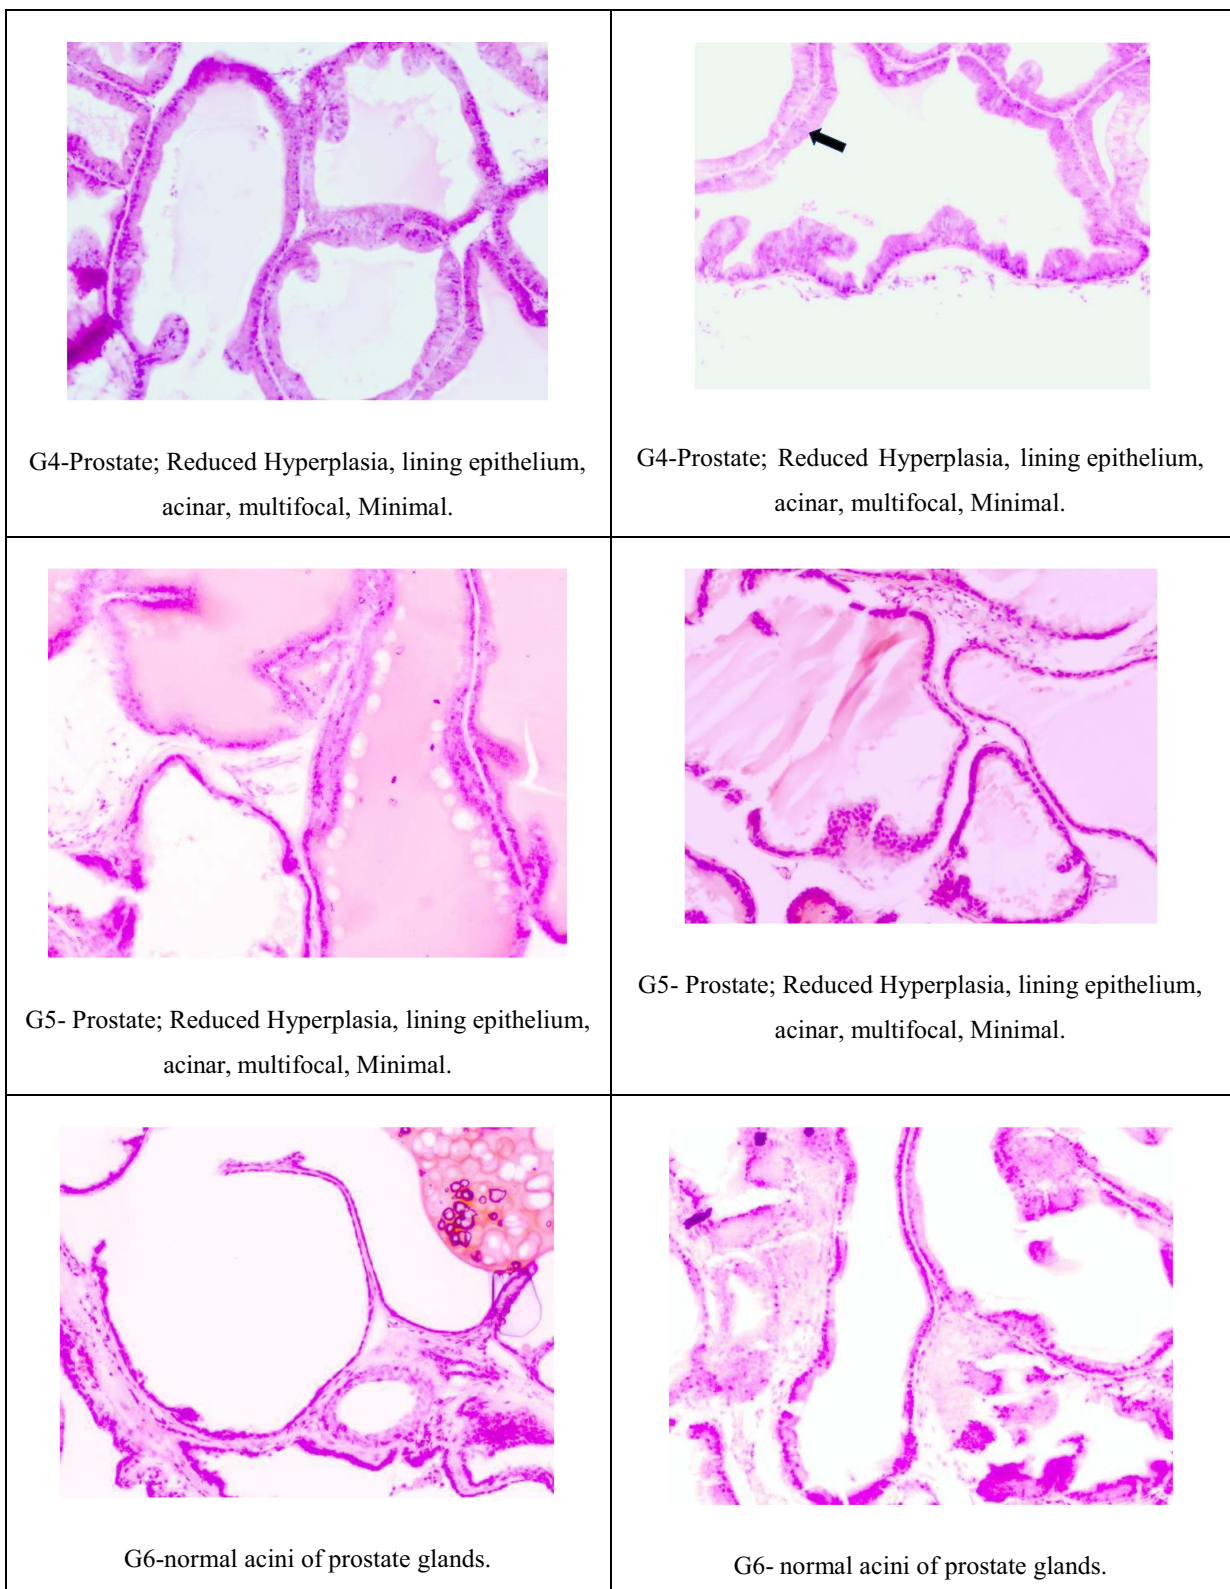 G4-Prostate; Reduced Hyperplasia, lining epithelium,
acinar, multifocal, Minimal.
G4-Prostate; Reduced Hyperplasia, lining epithelium,
acinar, multifocal, Minimal.
G5- Prostate; Reduced Hyperplasia, lining epithelium,
acinar, multifocal, Minimal.
G5- Prostate; Reduced Hyperplasia, lining epithelium,
acinar, multifocal, Minimal.
G6-normal acini of prostate glands.
G6- normal acini of prostate glands.